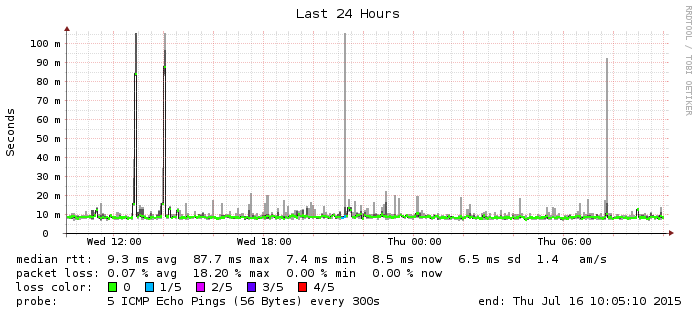 Last 24 Hours
RRDTOOL / TOBI OETIKER
Seconds
100 m
90 m
80 m
70 m
60 m
50 m
40 m
30 m
20 m
10 m
0
Wed 12:00 Wed 18:00 Thu 00:00 Thu 06:00
median rtt: 9.3 ms avg 87.7 ms max 7.4 ms min 8.5 ms now 6.5 ms sd 1.4 am/s
packet loss: 0.07 % avg 18.20 % max 0.00 % min 0.00 % now
loss color: 0 1/5 2/5 3/5 4/5
probe: 5 ICMP Echo Pings (56 Bytes) every 300s end: Thu Jul 16 10:05:10 2015